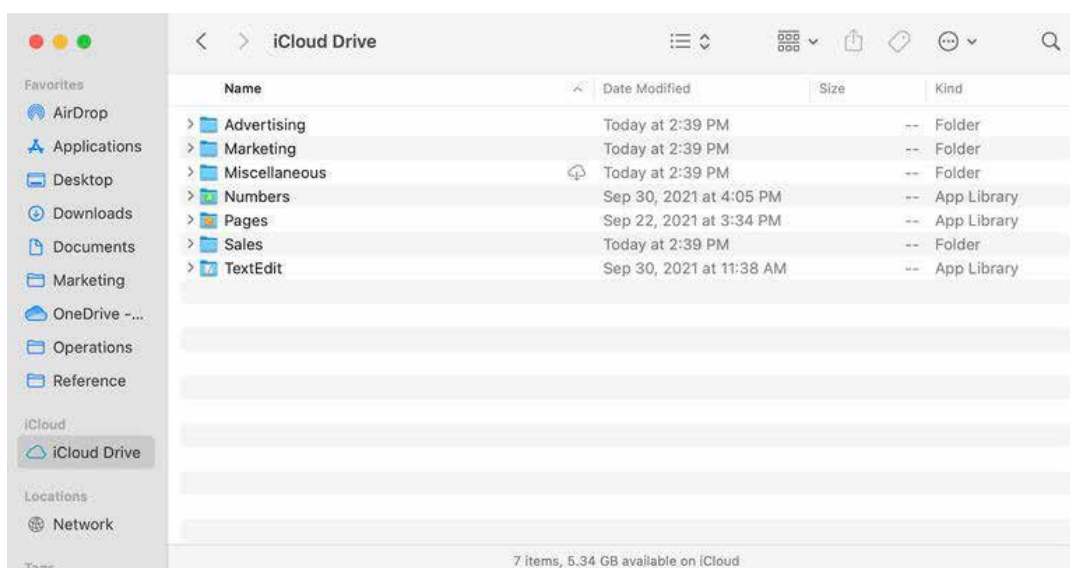 iCloud Drive
Favorites
AirDrop
Applications
Desktop
Downloads
Documents
Marketing
OneDrive -...
Operations
Reference
iCloud
iCloud Drive
Locations
Network
Tags
Name Date Modified Size Kind
Advertising Today at 2:39 PM -- Folder
Marketing Today at 2:39 PM -- Folder
Miscellaneous Today at 2:39 PM -- Folder
Numbers Sep 30, 2021 at 4:05 PM -- App Library
Pages Sep 22, 2021 at 3:34 PM -- App Library
Sales Today at 2:39 PM -- Folder
TextEdit Sep 30, 2021 at 11:38 AM -- App Library
7 items, 5.34 GB available on iCloud